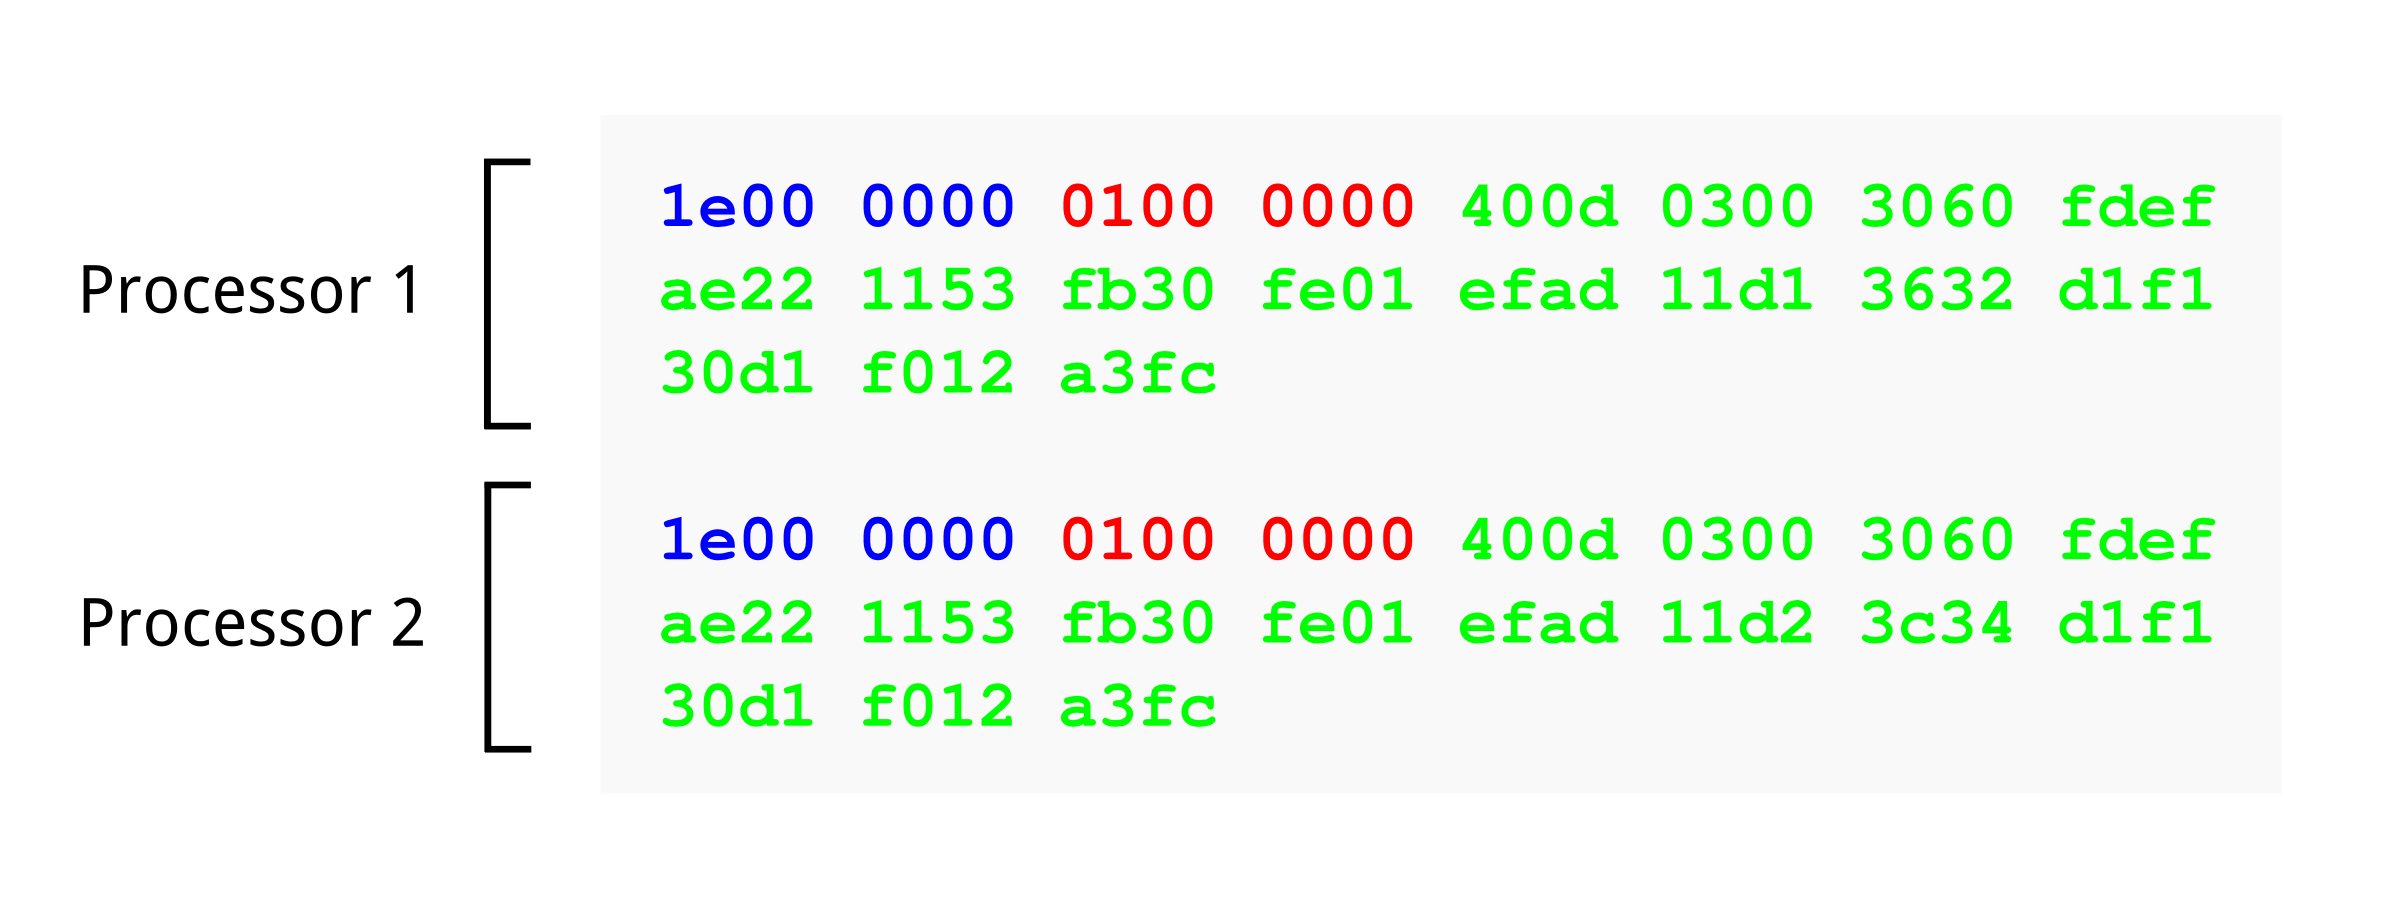 1e00 0000 0100 0000 400d 0300 3060 fdef
Processor 1 ae22 1153 fb30 fe01 efad 11d1 3632 d1f1
30d1 f012 a3fc
1e00 0000 0100 0000 400d 0300 3060 fdef
Processor 2 ae22 1153 fb30 fe01 efad 11d2 3c34 d1f1
30d1 f012 a3fc